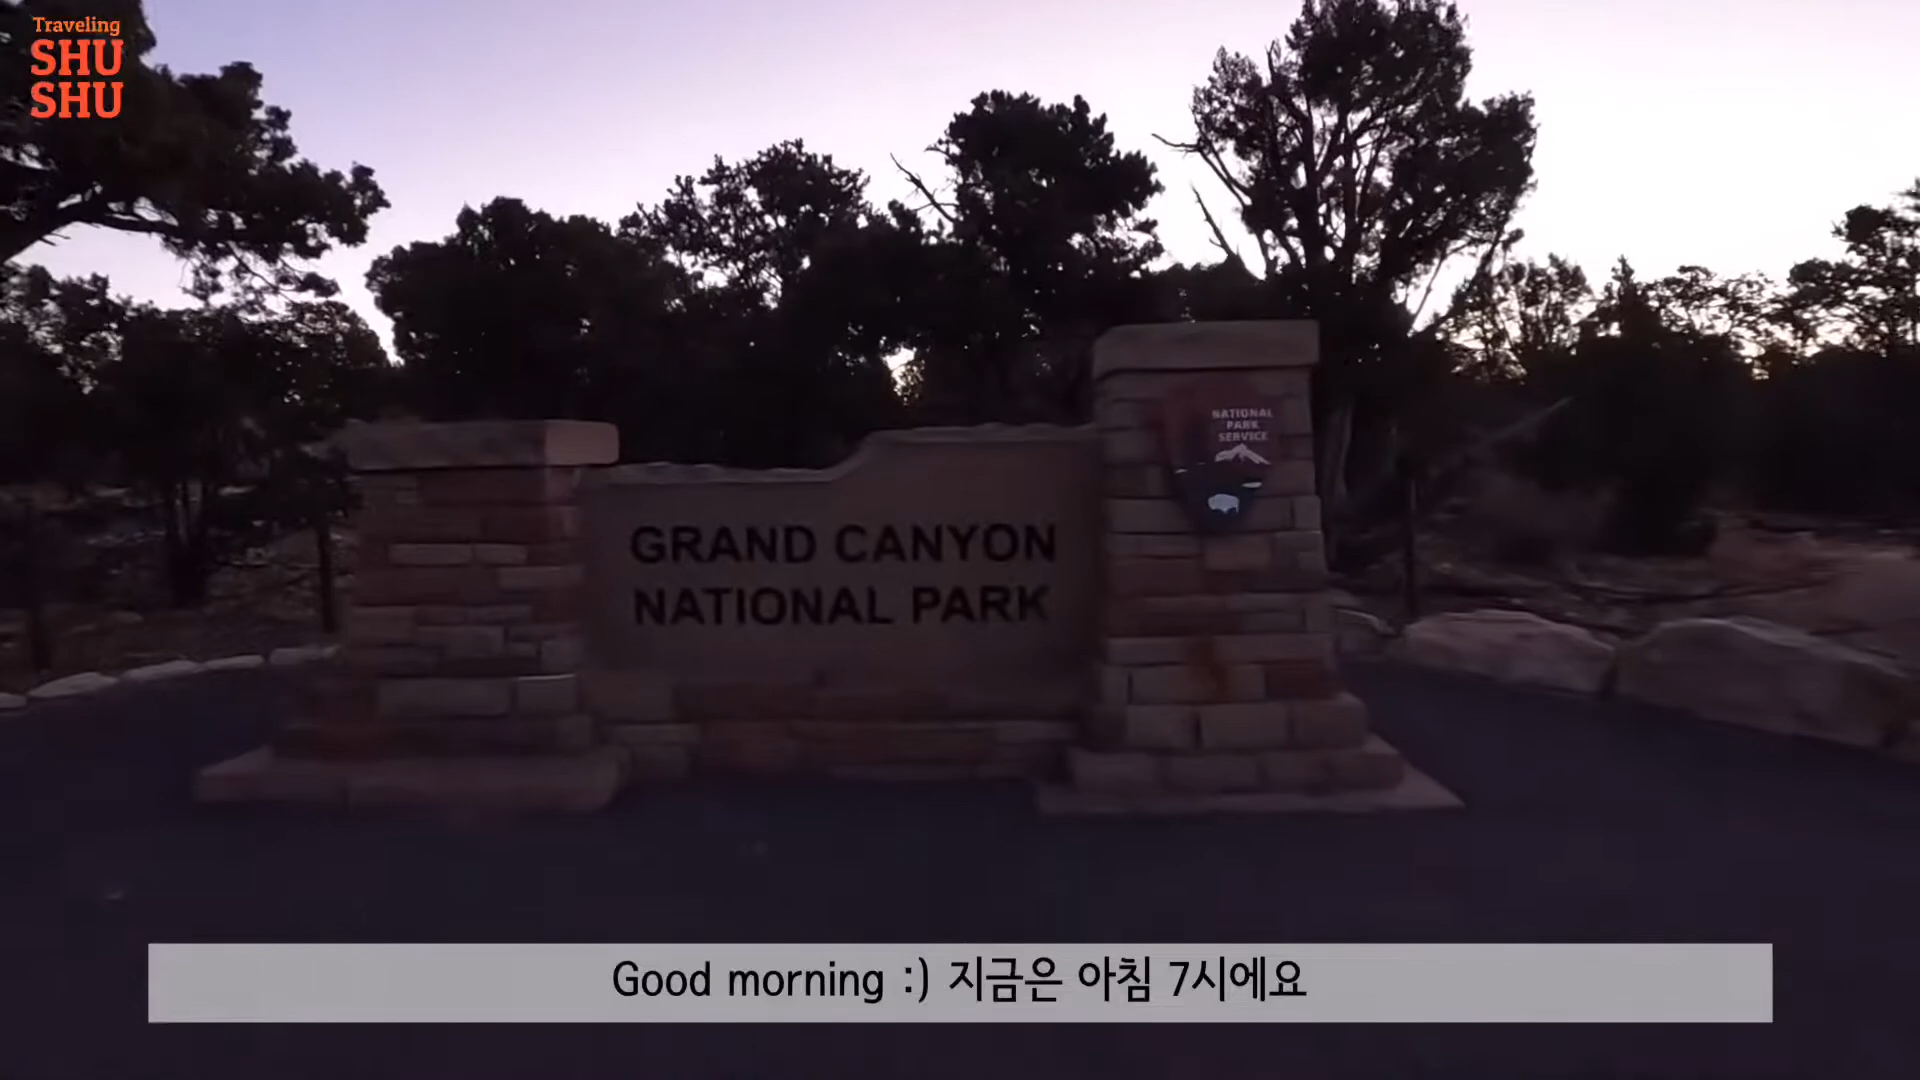 Traveling
SHU
SHU
NATIONAL
PARK
SERVICE
GRAND CANYON
NATIONAL PARK
Good morning :) 지금은 아침 7시에요